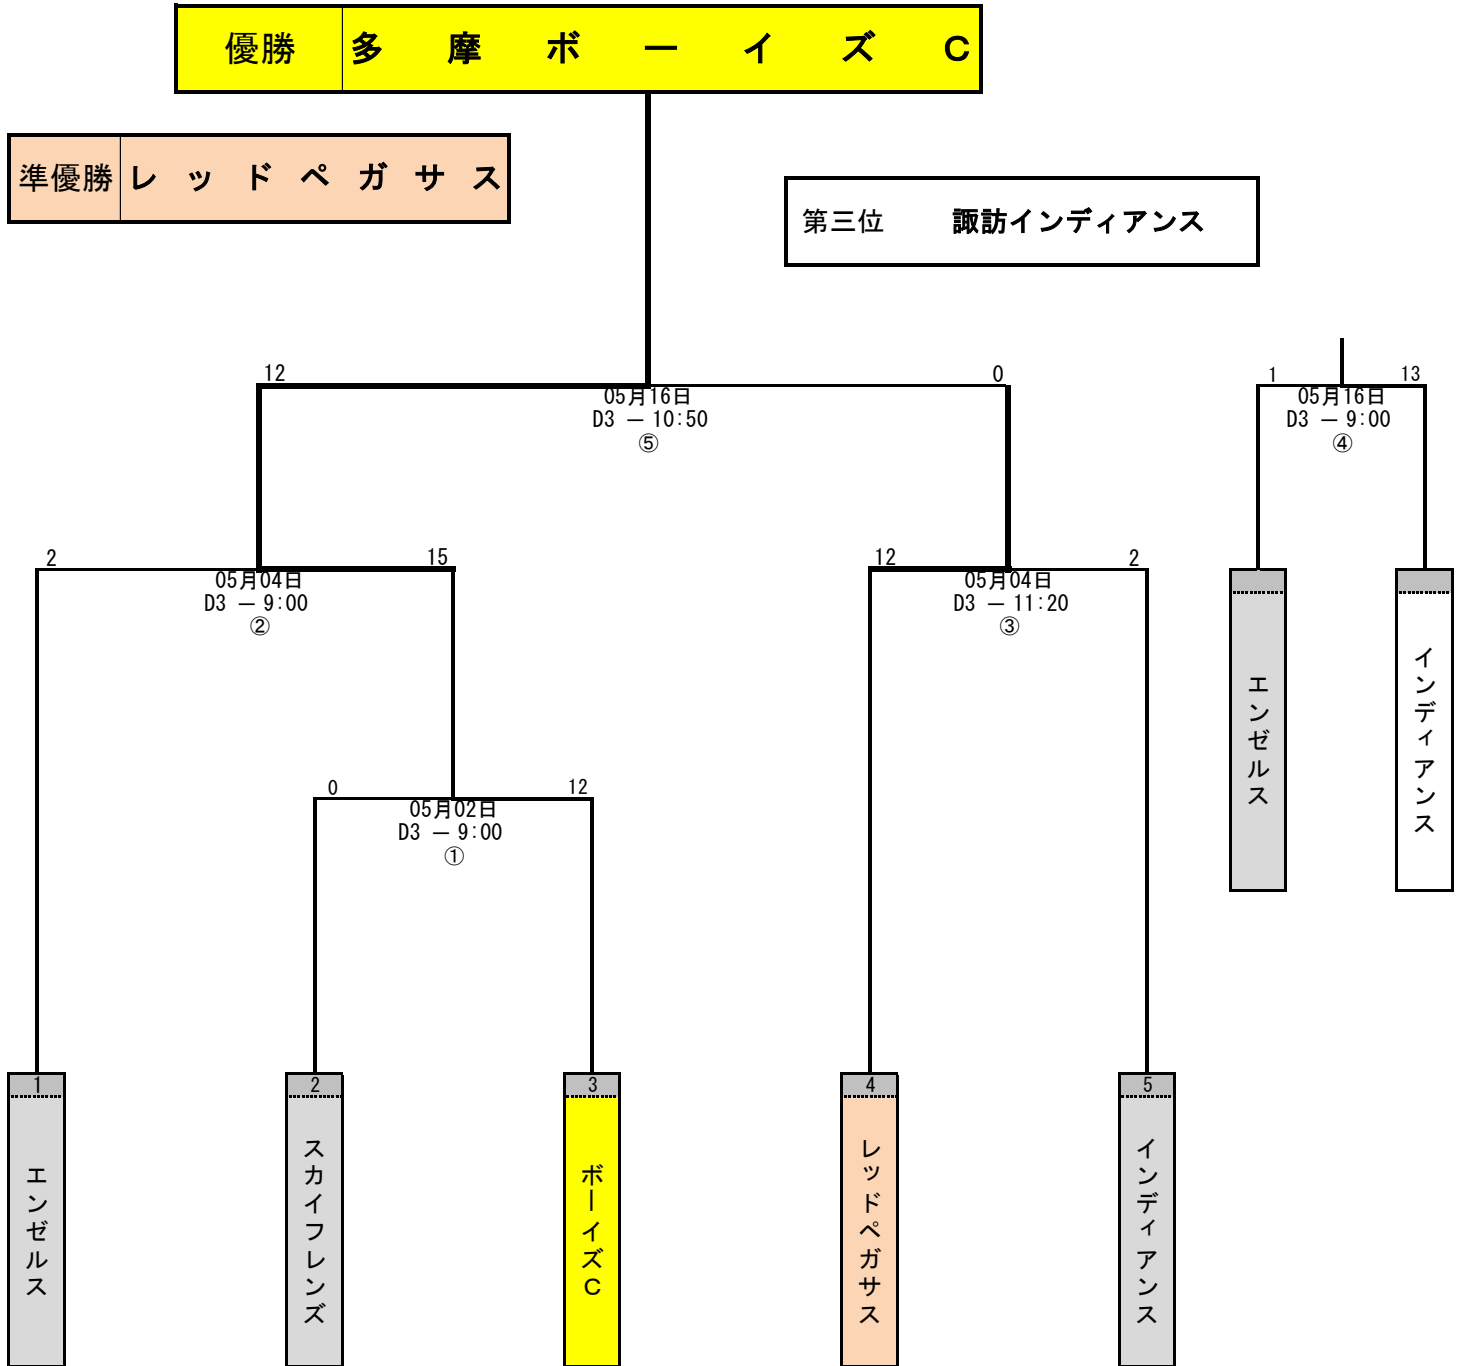 優勝 多摩ボーイズC
準優勝 レッドペガサス
第三位 諏訪インディアンス
12
0
05月16日
D3 — 10:50
⑤
1
13
05月16日
D3 — 9:00
④
2
15
05月04日
D3 — 9:00
②
12
2
05月04日
D3 — 11:20
③
エンゼルス
インディアンス
0
12
05月02日
D3 — 9:00
①
1
エンゼルス
2
スカイフレンズ
3
ボーイズC
4
レッドペガサス
5
インディアンス